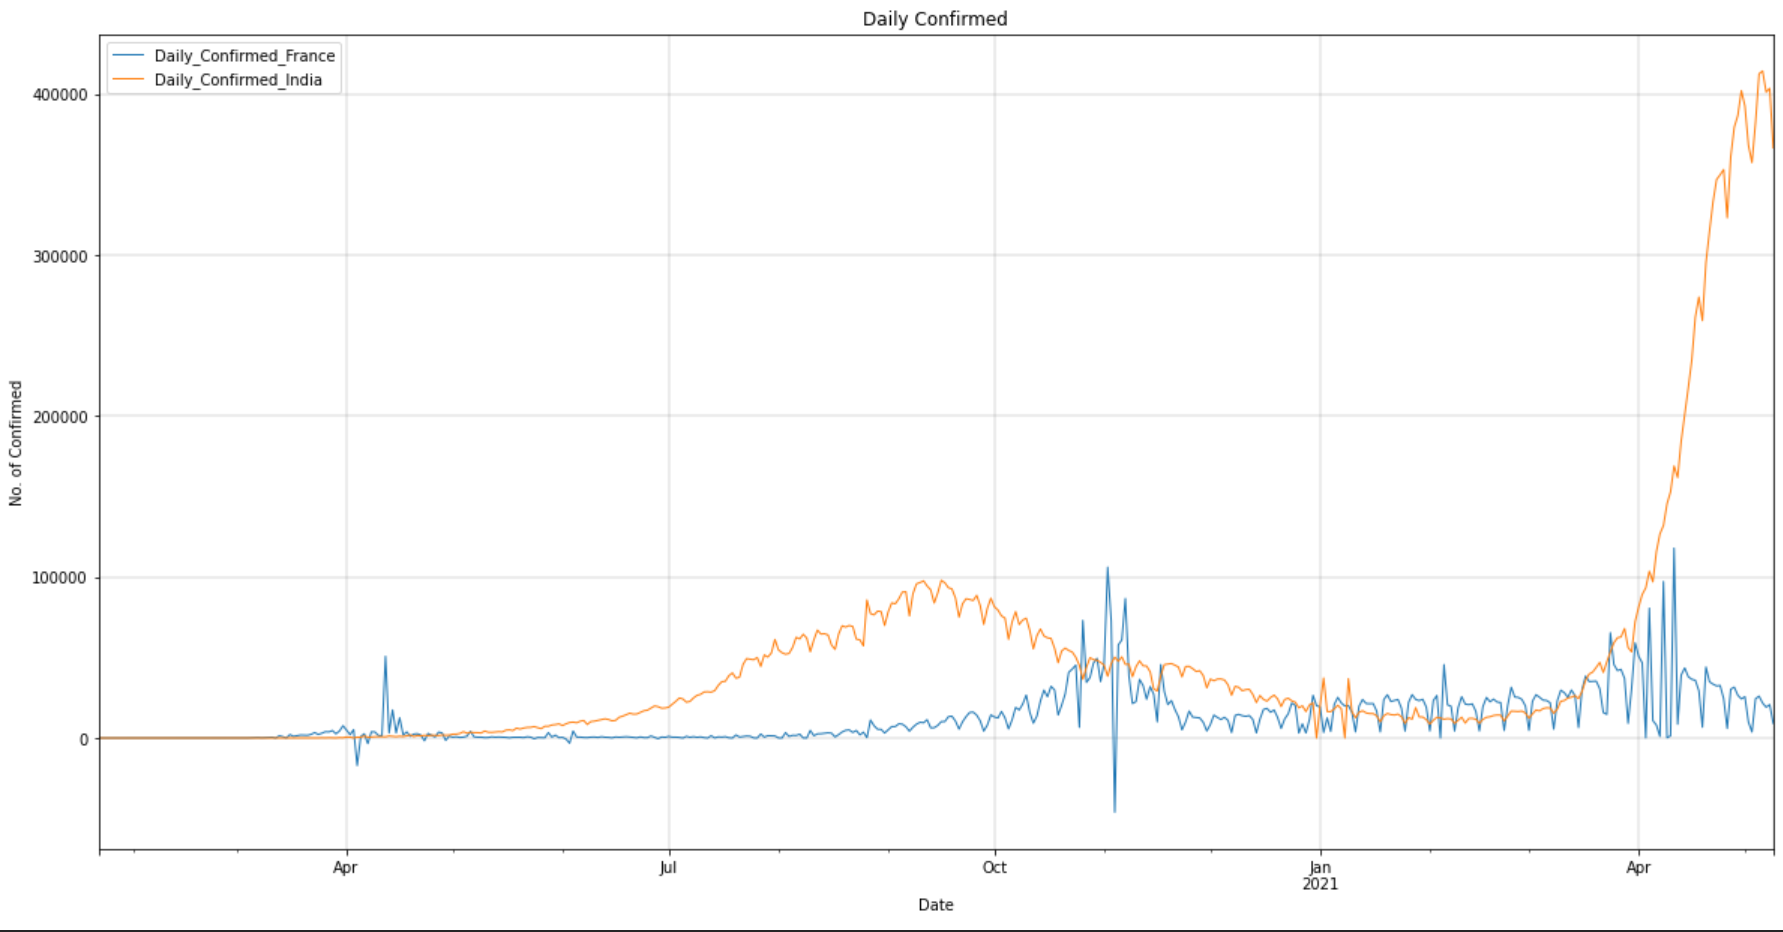 Daily Confirmed
Daily_Confirmed_France
Daily_Confirmed_India
400000
300000
200000
100000
0
No. of Confirmed
Apr
Jul
Oct
Jan
2021
Apr
Date